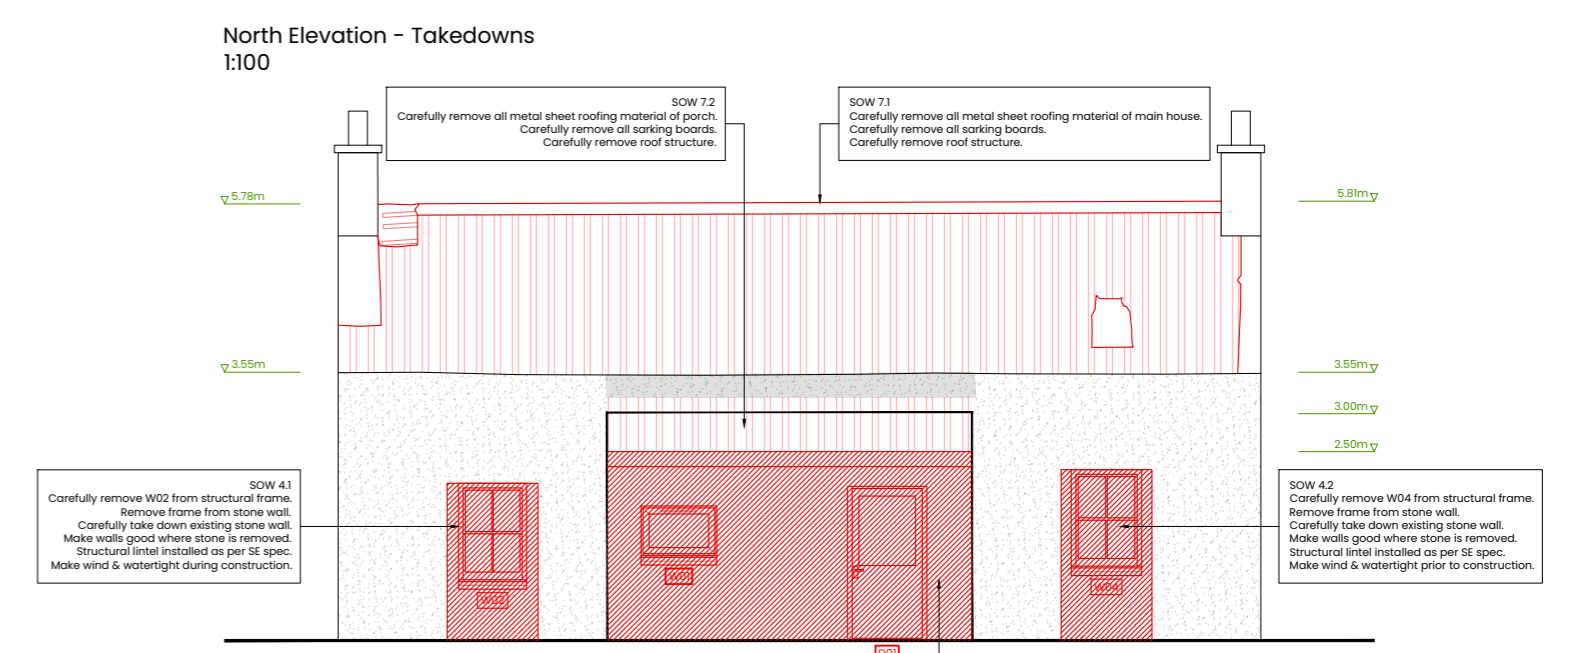 North Elevation - Takedowns
1:100
SOW 7.2
Carefully remove all metal sheet roofing material of porch.
Carefully remove all sarking boards.
Carefully remove roof structure.
SOW 7.1
Carefully remove all metal sheet roofing material of main house.
Carefully remove all sarking boards.
Carefully remove roof structure.
5.78m
5.81m
3.55m
3.55m
3.00m
2.50m
SOW 4.1
Carefully remove W02 from structural frame.
Remove frame from stone wall.
Carefully take down existing stone wall.
Make walls good where stone is removed.
Structural lintel installed as per SE spec.
Make wind & watertight during construction.
SOW 4.2
Carefully remove W04 from structural frame.
Remove frame from stone wall.
Carefully take down existing stone wall.
Make walls good where stone is removed.
Structural lintel installed as per SE spec.
Make wind & watertight prior to construction.
W01
W02
W04
D01